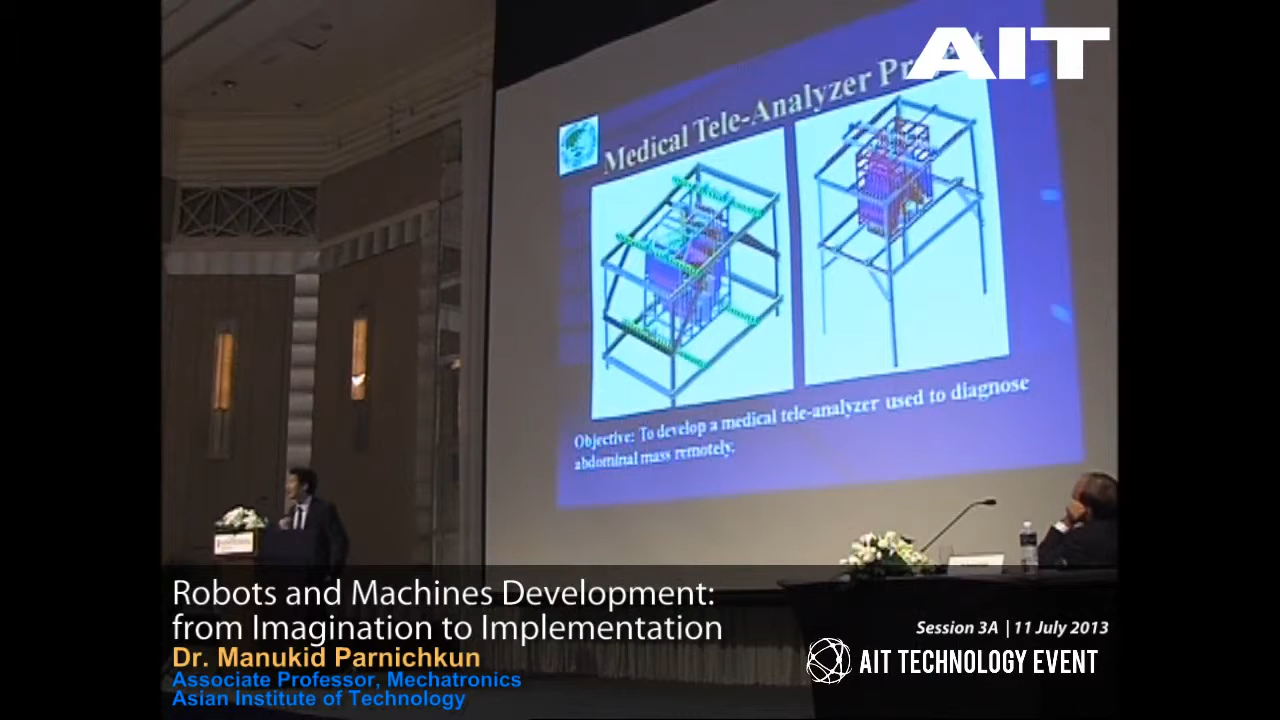 AIT
Medical Tele-Analyzer
Objective: To develop a medical tele-analyzer used to diagnose
abdominal mass remotely.
Robots and Machines Development:
from Imagination to Implementation
Dr. Manukid Parnichkun
Associate Professor, Mechatronics
Asian Institute of Technology
Session 3A | 11 July 2013
AIT TECHNOLOGY EVENT